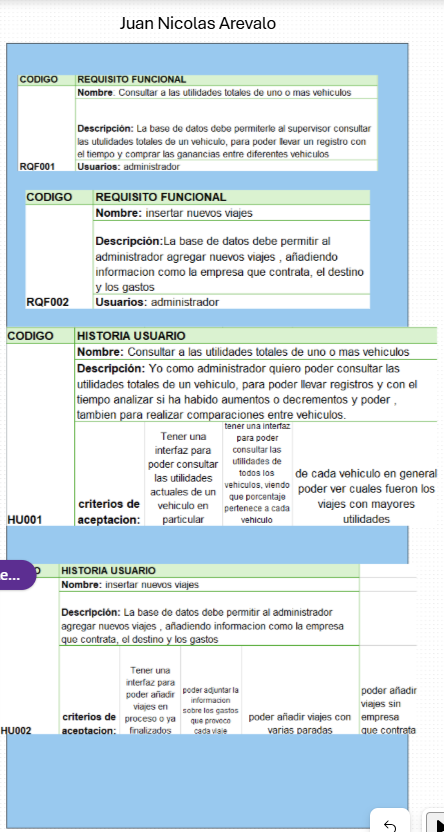 Juan Nicolas Arevalo
CODIGO REQUISITO FUNCIONAL
Nombre: Consultar a las utilidades totales de uno o mas vehiculos
Descripción: La base de datos debe permiterle al supervisor consultar
las utulidades totales de un vehiculo, para poder llevar un registro con
el tiempo y comprar las ganancias entre diferentes vehiculos
RQF001 Usuarios: administrador
CODIGO REQUISITO FUNCIONAL
Nombre: insertar nuevos viajes
Descripción:La base de datos debe permitir al
administrador agregar nuevos viajes , añadiendo
informacion como la empresa que contrata, el destino
y los gastos
RQF002 Usuarios: administrador
CODIGO HISTORIA USUARIO
Nombre: Consultar a las utilidades totales de uno o mas vehiculos
Descripción: Yo como administrador quiero poder consultar las
utilidades totales de un vehiculo, para poder llevar registros y con el
tiempo analizar si ha habido aumentos o decrementos y poder ,
tambien para realizar comparaciones entre vehiculos.
HU001
criterios de
aceptacion:
Tener una
interfaz para
poder consultar
las utilidades
actuales de un
vehiculo en
particular
tener una interfaz
para poder
consultar las
utilidades de
todos los
vehiculos, viendo
que porcentaje
pertenece a cada
vehiculo
de cada vehiculo en general
poder ver cuales fueron los
viajes con mayores
utilidades
e...
O HISTORIA USUARIO
Nombre: insertar nuevos viajes
Descripción: La base de datos debe permitir al administrador
agregar nuevos viajes , añadiendo informacion como la empresa
que contrata, el destino y los gastos
HU002
criterios de
aceptacion:
Tener una
interfaz para
poder añadir
viajes en
proceso o ya
finalizados
poder adjuntar la
informacion
sobre los gastos
que provoco
cada viaje
poder añadir viajes con
varias paradas
poder añadir
viajes sin
empresa
que contrata